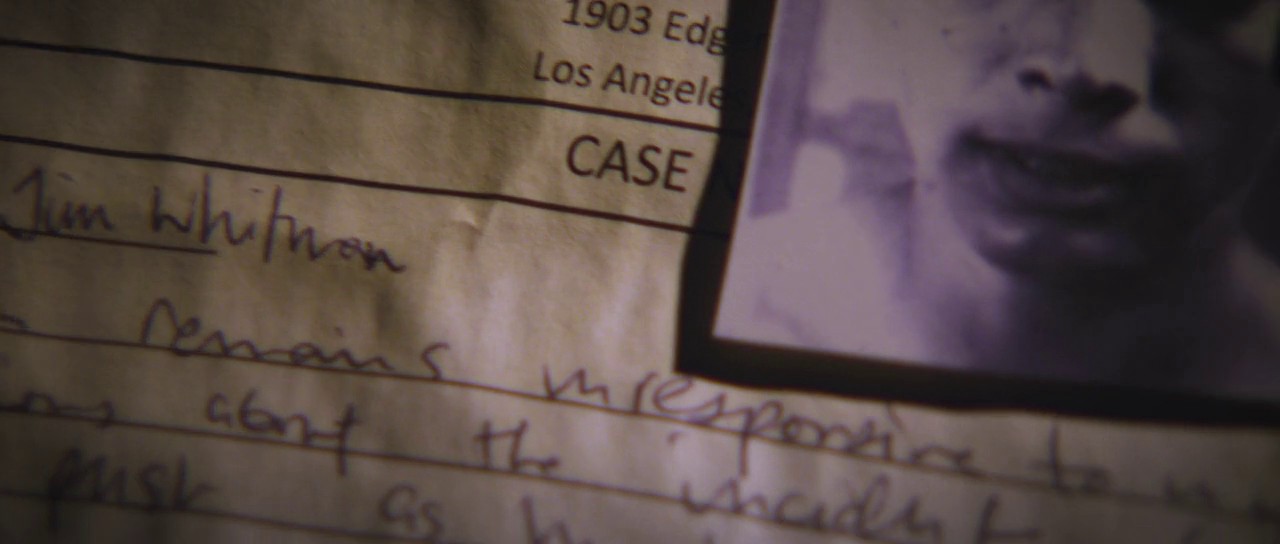 1903 Edg
Los Angele
CASE
Jim Whitman
remains unresponsive to
about the incident
push as